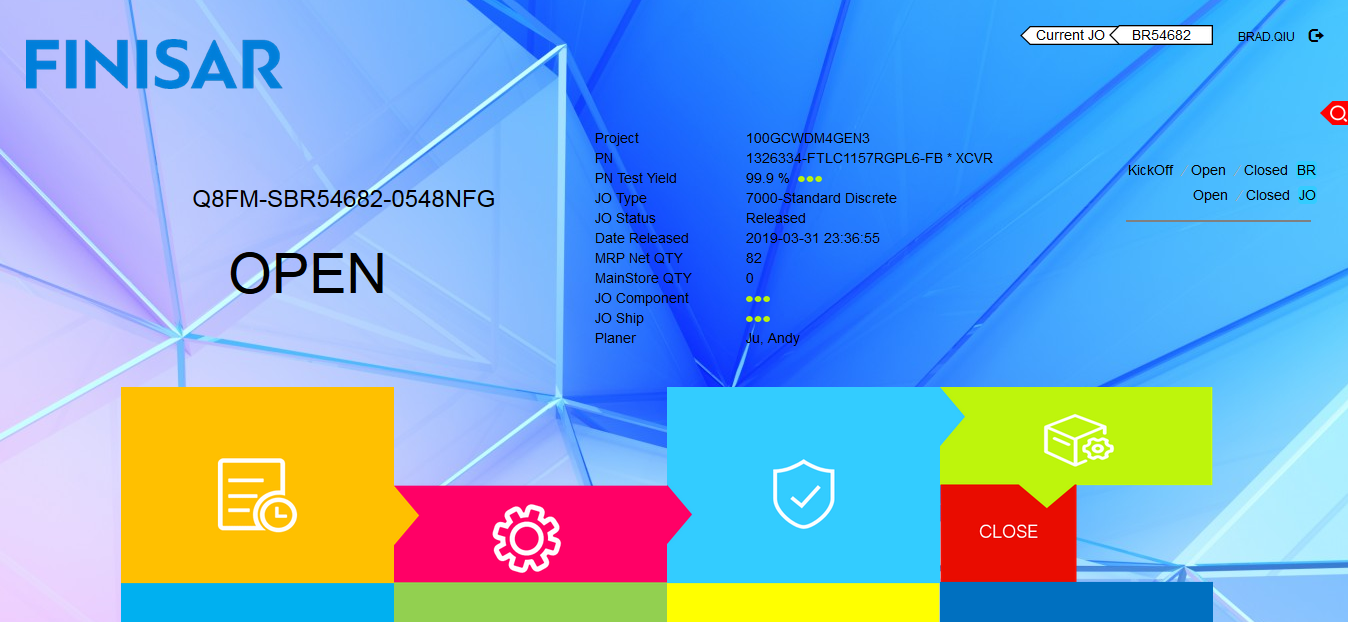 FINISAR
Current JO BR54682 BRAD.QIU
Q8FM-SBR54682-0548NFG
OPEN
Project 100GCWDM4GEN3
PN 1326334-FTLC1157RGPL6-FB * XCVR
PN Test Yield 99.9 %
JO Type 7000-Standard Discrete
JO Status Released
Date Released 2019-03-31 23:36:55
MRP Net QTY 82
MainStore QTY 0
JO Component
JO Ship
Planer Ju, Andy
KickOff / Open / Closed BR
Open / Closed JO
CLOSE